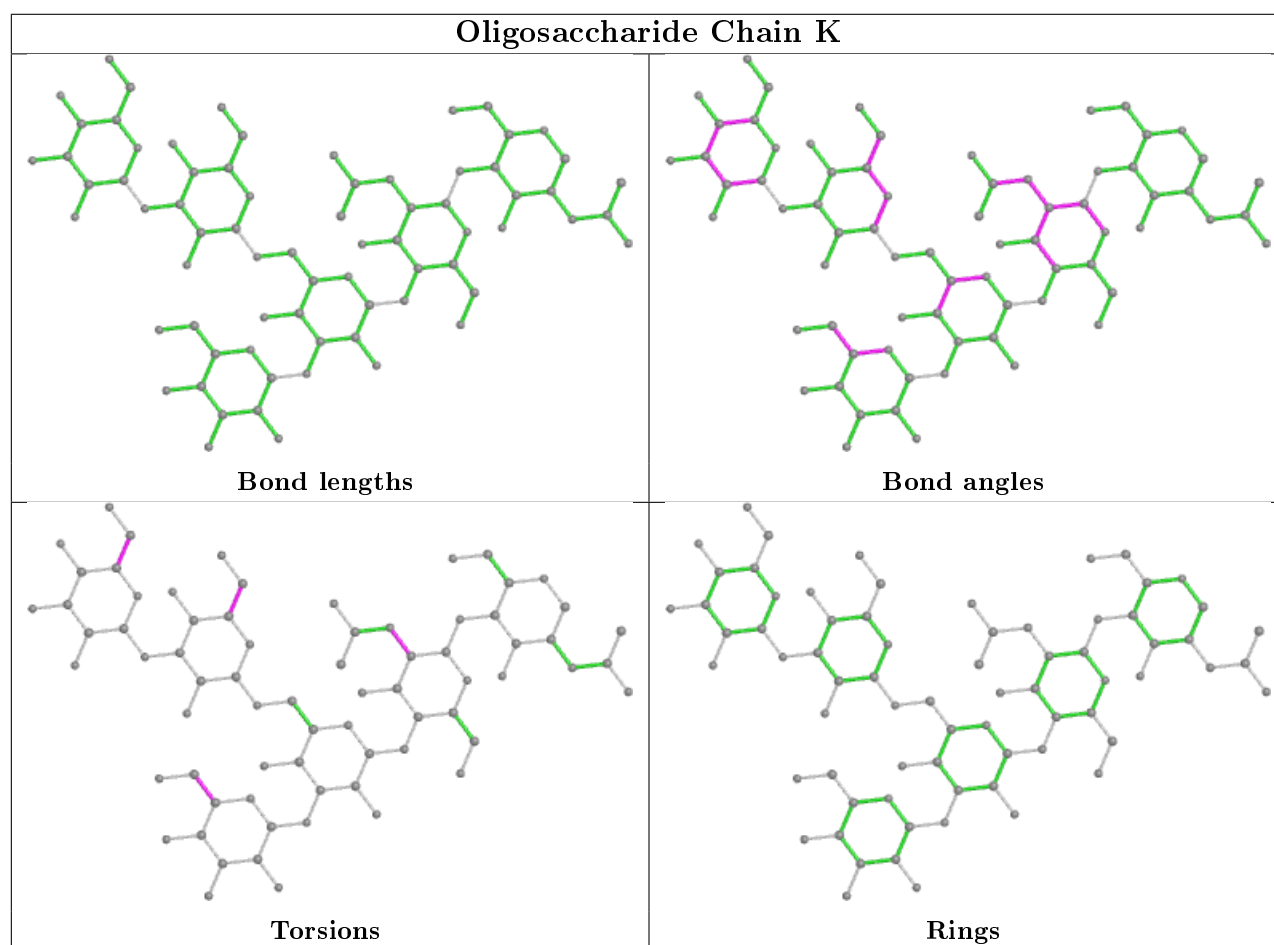 Oligosaccharide Chain K
Bond lengths
Bond angles
Torsions
Rings